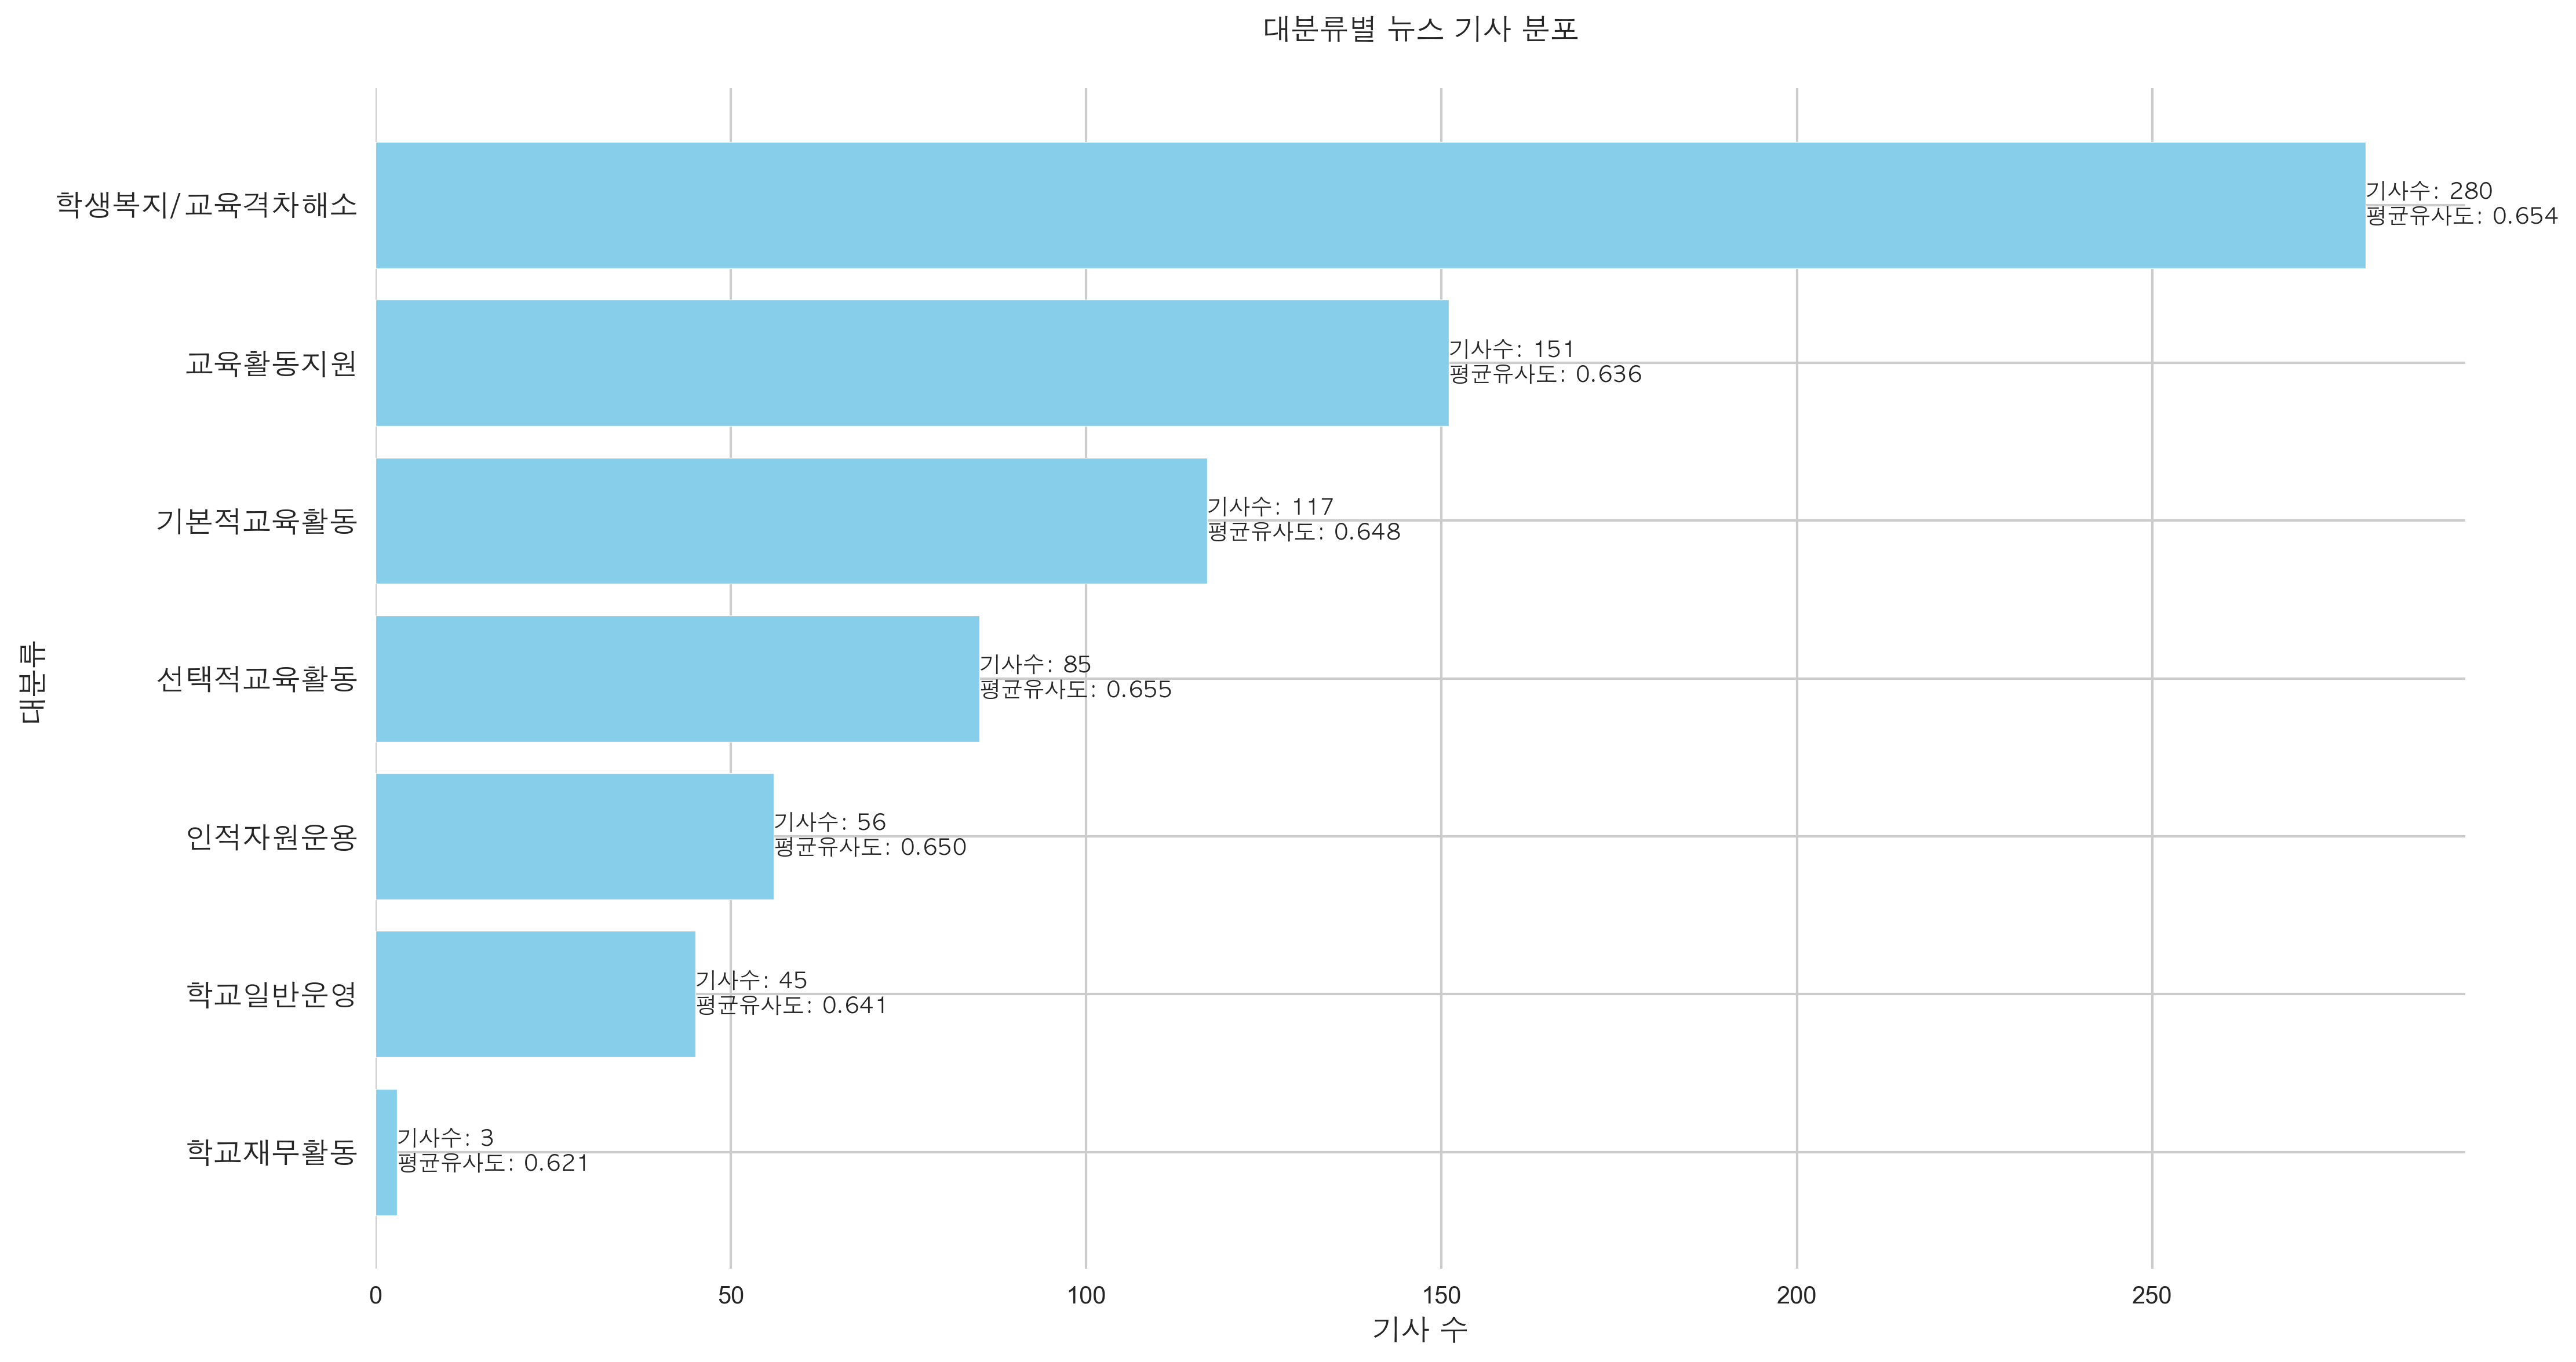 대분류별 뉴스 기사 분포
학생복지/교육격차해소
기사수: 280
평균유사도: 0.654
교육활동지원
기사수: 151
평균유사도: 0.636
기본적교육활동
기사수: 117
평균유사도: 0.648
선택적교육활동
기사수: 85
평균유사도: 0.655
대분류
인적자원운용
기사수: 56
평균유사도: 0.650
학교일반운영
기사수: 45
평균유사도: 0.641
학교재무활동
기사수: 3
평균유사도: 0.621
0 50 100 150 200 250
기사 수